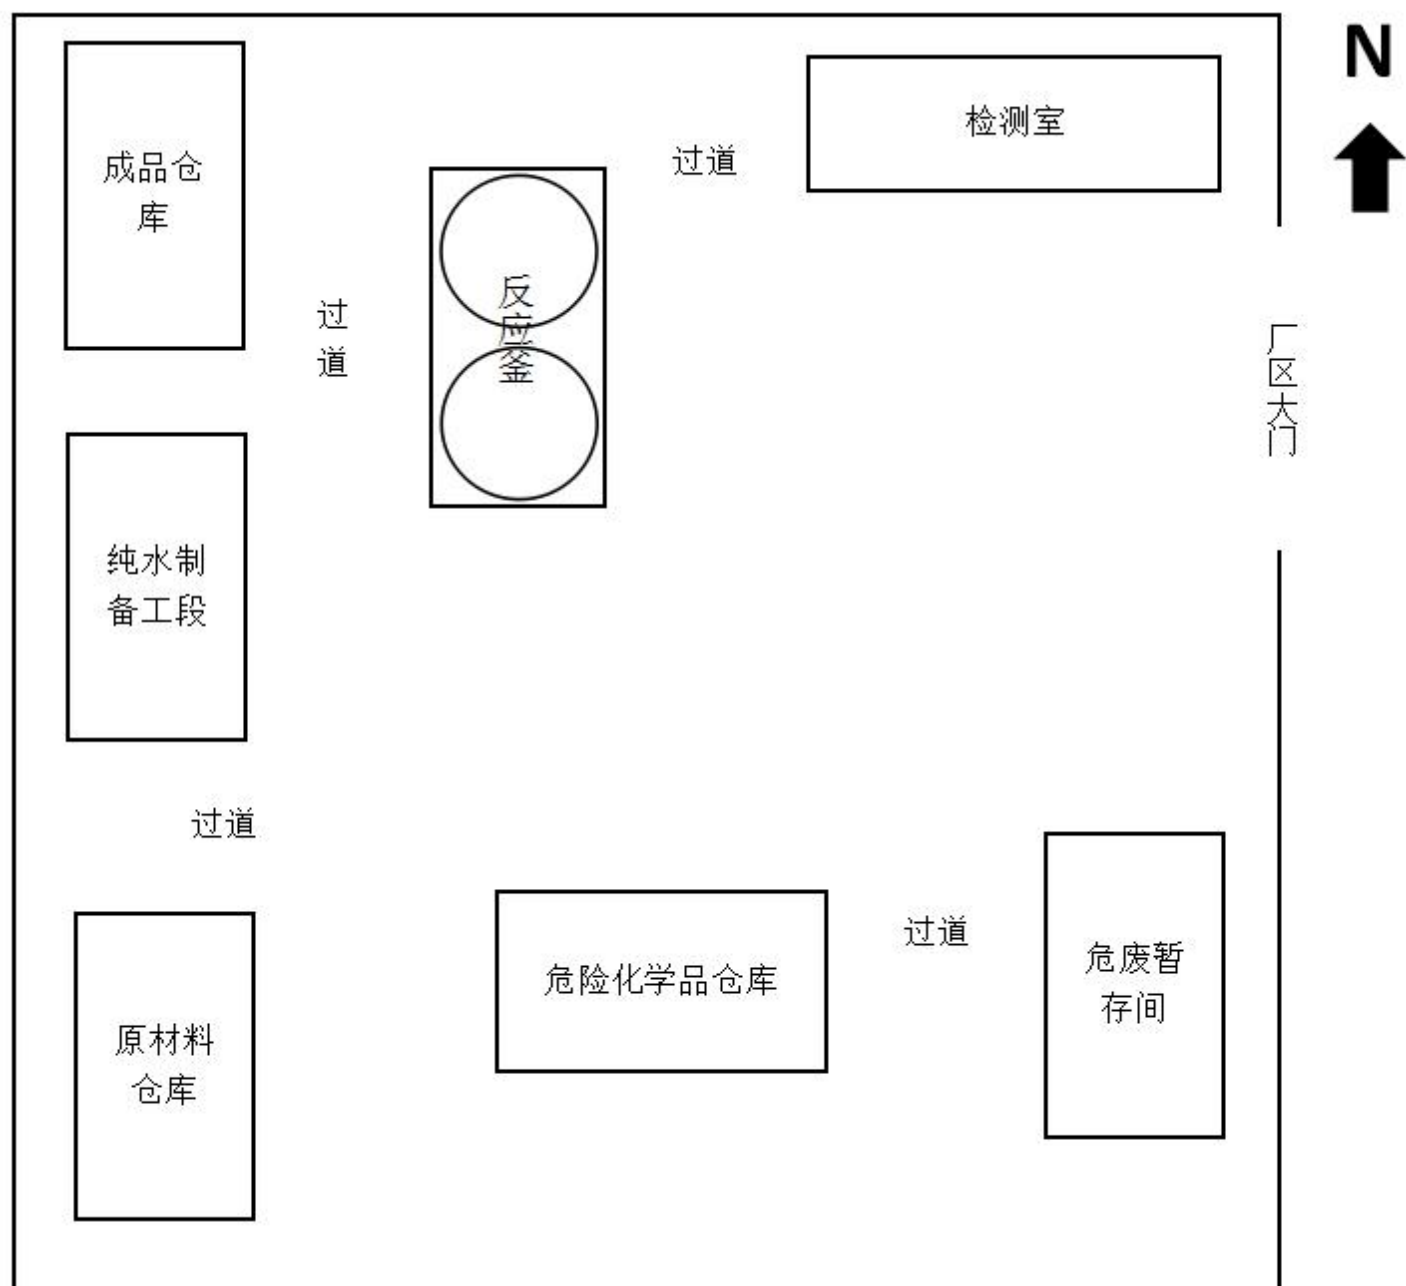 N
检测室
成品仓
库
过道
反
应
釜
过
道
厂
区
大
门
纯水制
备工段
过道
过道
危废暂
存间
危险化学品仓库
原材料
仓库